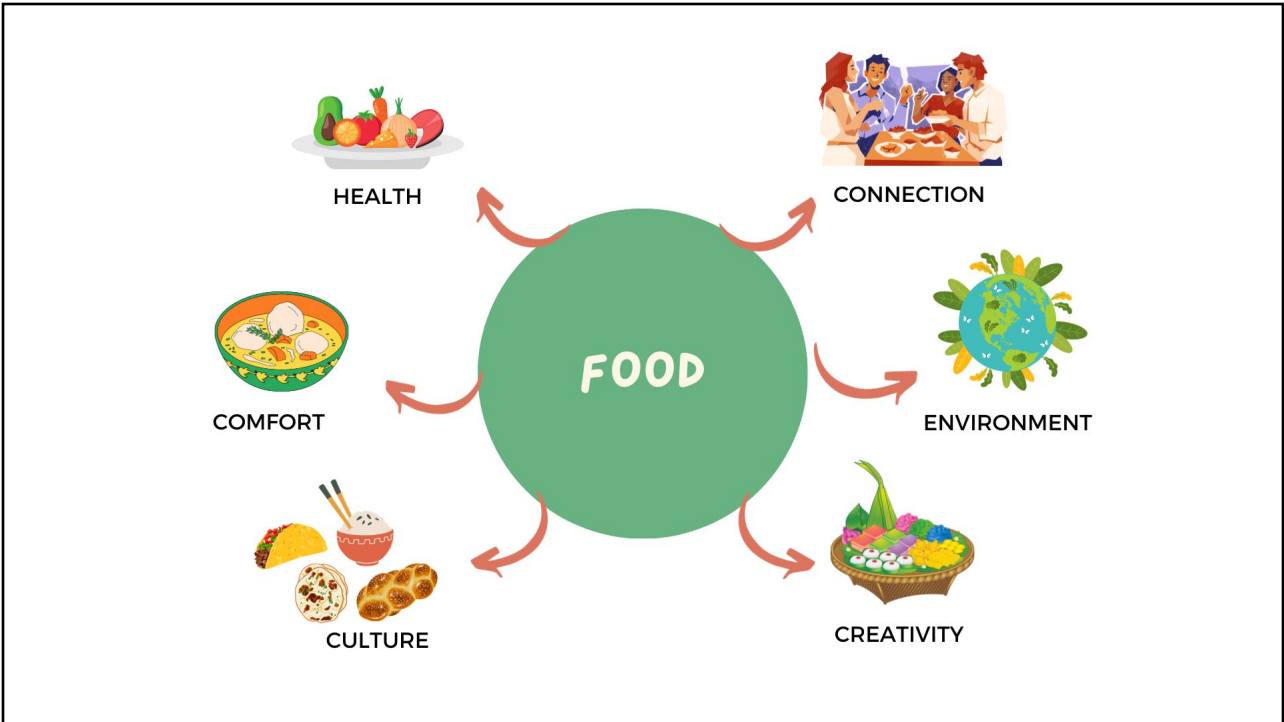 HEALTH
CONNECTION
FOOD
COMFORT
ENVIRONMENT
CULTURE
CREATIVITY